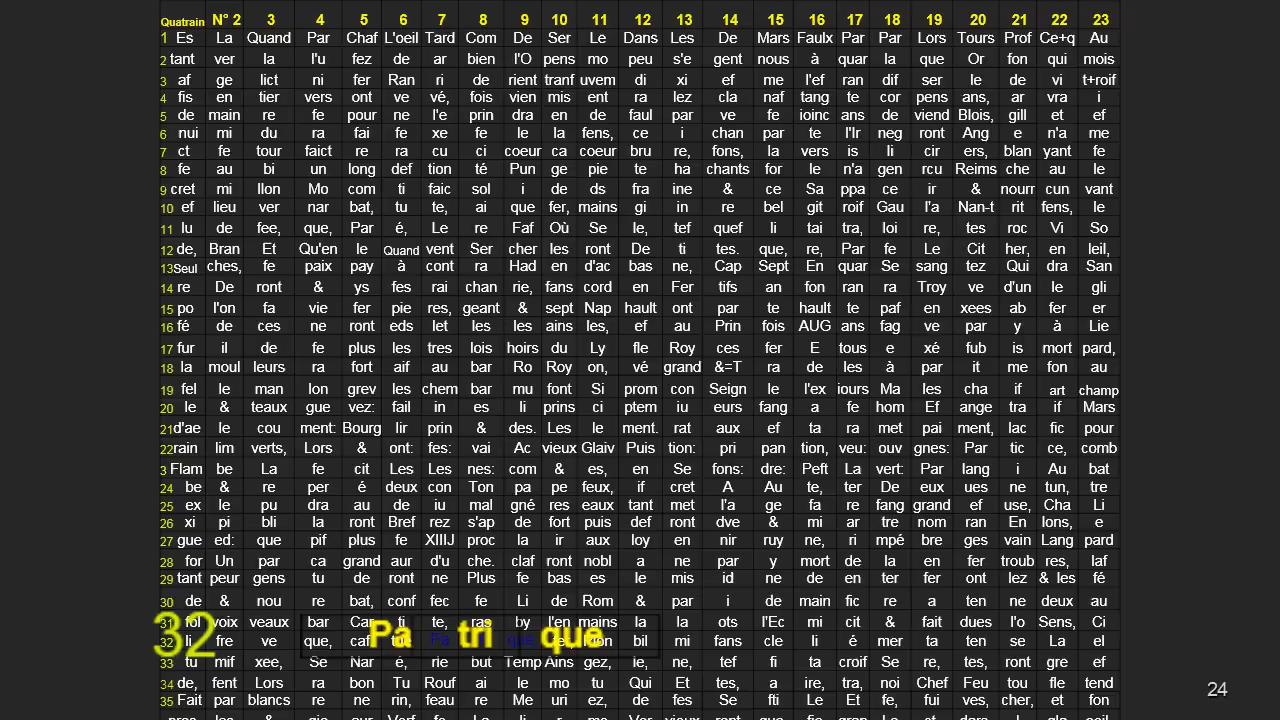 Quatrain N° 2 3 4 5 6 7 8 9 10 11 12 13 14 15 16 17 18 19 20 21 22 23
1 Es La Quand Par Chaf L'oeil Tard Com De Ser Le Dans Les De Mars Faulx Par Par Lors Tours Prof Ce+q Au
2 tant ver la l'u fez de ar bien l'O pens mo peu s'e gent nous à quar la que Or fon qui mois
3 af ge lict ni fer Ran ri de rient tranf uvem di xi ef me l'ef ran dif ser le de vi t+roif
4 fis en tier vers ont ve vé, fois vien mis ent ra lez cla naf tang te cor pens ans, ar vra i
5 de main re fe pour ne l'e prin dra en de faul par ve fe ioinc ans de viend Blois, gill et ef
6 nui mi du ra fai fe xe fe le la fens, ce i chan par te l'Ir neg ront Ang e n'a me
7 ct fe tour faict re ra cu ci coeur ca coeur bru re, fons, la vers is li cir ers, blan yant fe
8 fe au bi un long def tion té Pun ge pie te ha chants for le n'a gen rcu Reims che au le
9 cret mi llon Mo com ti faic sol i de ds fra ine & ce Sa ppa ce ir & nourr cun vant
10 ef lieu ver nar bat, tu te, ai que fer, mains gi in re bel git roif Gau l'a Nan-t rit fens, le
11 lu de fee, que, Par é, Le r Faf Où Se le, tef quef li tai tra, loi re, tes roc Vi So
12 de, Bran Et Qu'en le Quand vent Ser cher les ront De ti tes. que, re, Par fe Le Cit her, en leil,
13 Seul ches, fe paix pay à cont ra Had en d'ac bas ne, Cap Sept En quar Se sang tez Qui dra San
14 re De ront & ys fes rai chan rie, fans cord en Fer tifs an fon ran ra Troy ve d'un le gli
15 po l'on fa vie fer pie res, geant & sept Nap hault ont par te hault te paf en xees ab fer er
16 fé de ces ne ront eds let les les ains les, ef au Prin fois AUG ans fag ve par y à Lie
17 fur il de fe plus les tres lois hoirs du Ly fle Roy ces fer E tous e xé fub is mort pard,
18 la moul leurs ra fort aif au bar Ro Roy on, vé grand &=T ra de les à par it me fon au
19 fel le man lon grev les chem bar mu font Si prom con Seign le l'ex iours Ma les cha if art champ
20 le & teaux gue vez: fail in es li prins ci ptem iu eurs fang a fe hom Ef ange tra if Mars
21 d'ae le cou ment: Bourg lir prin & des. Les le ment. rat aux ef ta ra met pai ment, lac fic pour
22 rain lim verts, Lors & ont: fes: vai Ac vieux Glaiv Puis tion: pri pan tion, veu: ouv gnes: Par tic ce, comb
3 Flam be La fe cit Les Les nes: com & es, en Se fons: dre: Peft La vert: Par lang i Au bat
24 be & re per é deux con Ton pa pe feux, if cret A Au te, ter De eux ues ne tun, tre
25 ex le pu dra au de iu mal gné res eaux tant met l'a ge fa re fang grand ef use, Cha Li
26 xi pi bli la ront Bref rez s'ap de fort puis def ront dve & mi ar tre nom ran En lons, e
27 gue ed: que pif plus fe XIIIJ proc la ir aux loy en nir ruy ne, ri mpé bre ges vain Lang pard
28 for Un par ca grand aur d'u che. claf ront nobl a ne par y mort de la en fer troub res, laf
29 tant peur gens tu de ront ne Plus fe bas es le mis id ne de en ter fer ont lez & les fé
30 de & nou re bat, conf fec fe Li de Rom & par i de main fic re a ten ne deux au
31 fol voix veaux bar Car ti te, ras by l'en mains la la ots l'Ec mi cit & fait dues l'o Sens, Ci
32 li fre ve que, bil mi fans cle li é mer ta ten se La el
32 Pa tri que
33 tu mif xee, Se Nar é, rie but Temp Ains gez, ie, ne, tef fi ta croif Se re, tes, ront gre ef
34 de, fent Lors ra bon Tu Rouf ai le mo tu Qui Et tes, a ire, tra, noi Chef Feu tou fle tend
35 Fait par blancs re ne rin, feau re Me uri ez, de fes Se fti Le Et fe, fui ves cher, et fon
24